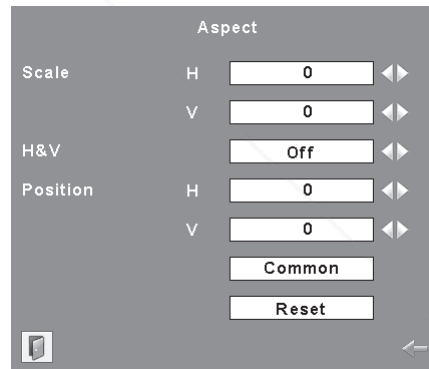 Aspect
Scale H 0
V 0
H&V Off
Position H 0
V 0
Common
Reset